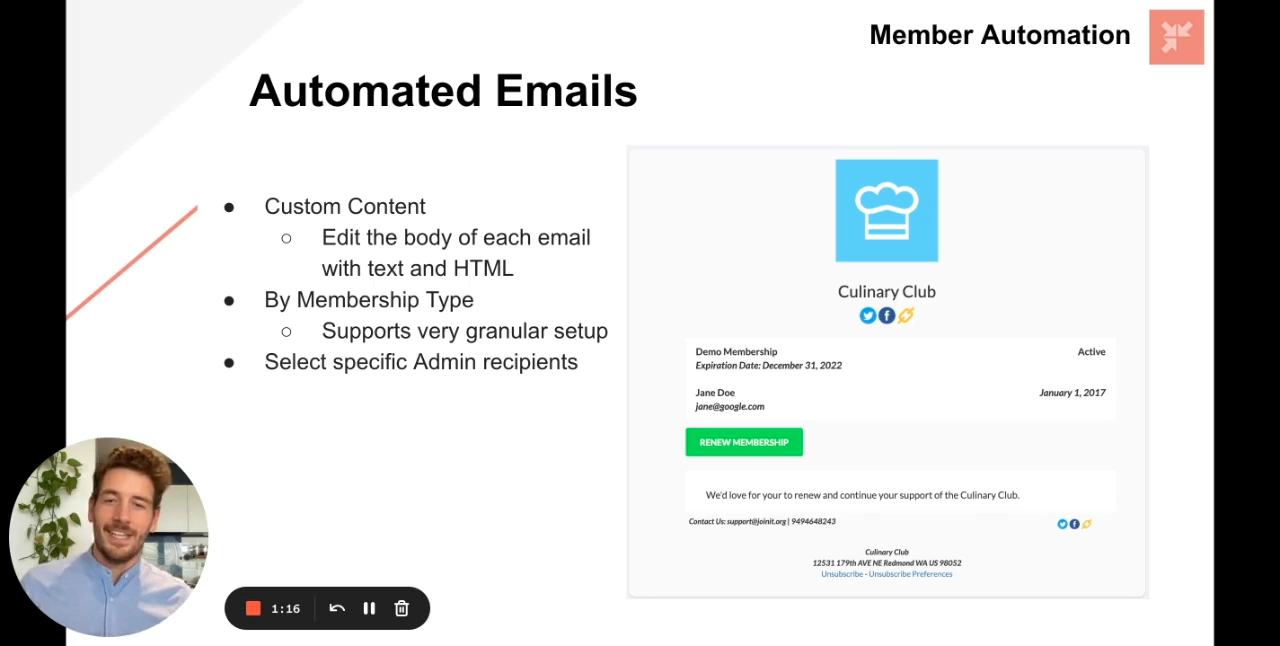 Member Automation
Automated Emails
● Custom Content
○ Edit the body of each email
with text and HTML
● By Membership Type
○ Supports very granular setup
● Select specific Admin recipients
Culinary Club
Demo Membership Active
Expiration Date: December 31, 2022
Jane Doe January 1, 2017
jane@google.com
RENEW MEMBERSHIP
We'd love for your to renew and continue your support of the Culinary Club.
Contact Us: support@joinit.org | 9494648243
Culinary Club
12531 179th AVE NE Redmond WA US 98052
Unsubscribe - Unsubscribe Preferences
1:16